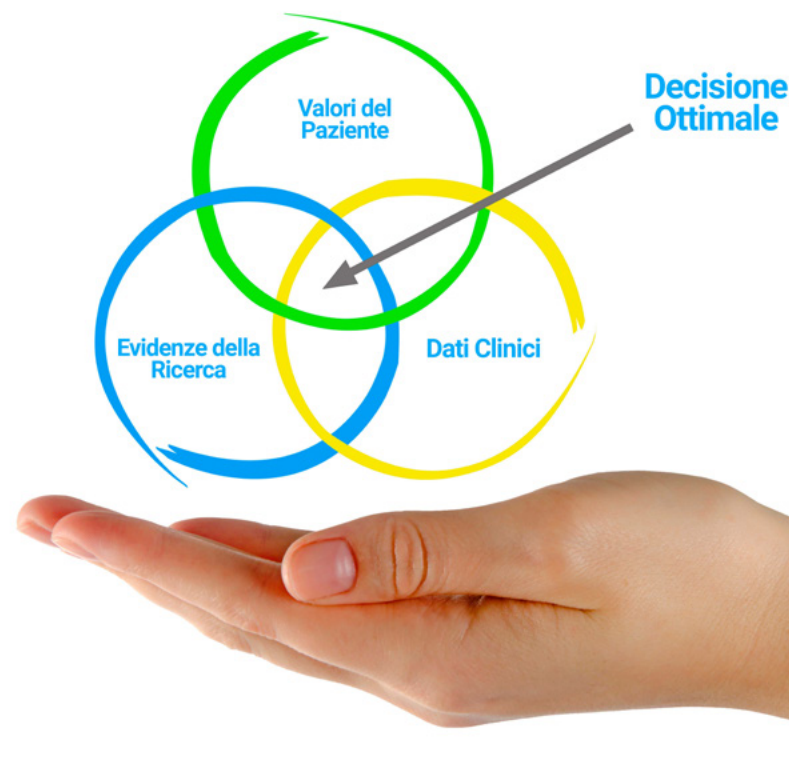 Valori del
Paziente
Decisione
Ottimale
Evidenze della
Ricerca
Dati Clinici